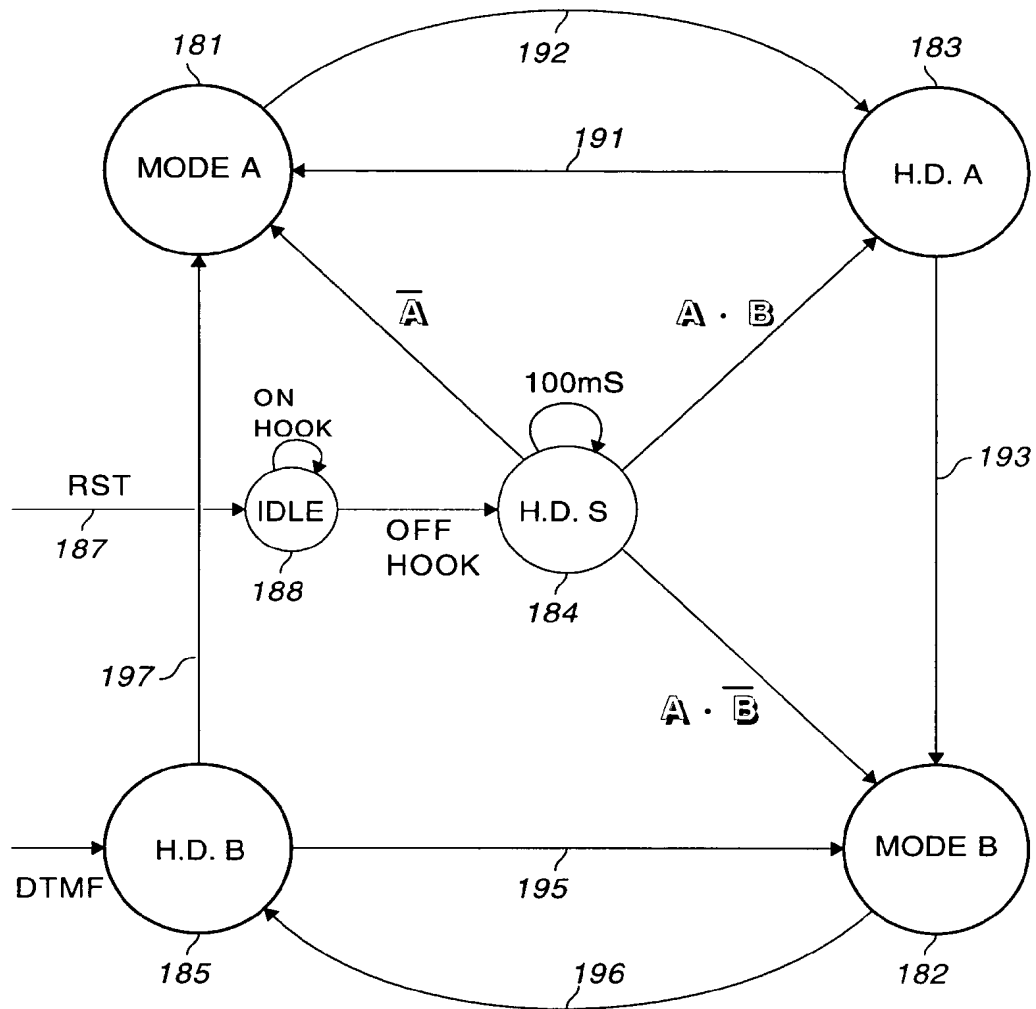 181
192
183
MODE A
191
H.D. A
A̅
A · B
100mS
ON
HOOK
193
RST
IDLE
H.D. S
OFF
HOOK
187
188
184
197
A · B̅
H.D. B
MODE B
DTMF
195
185
196
182